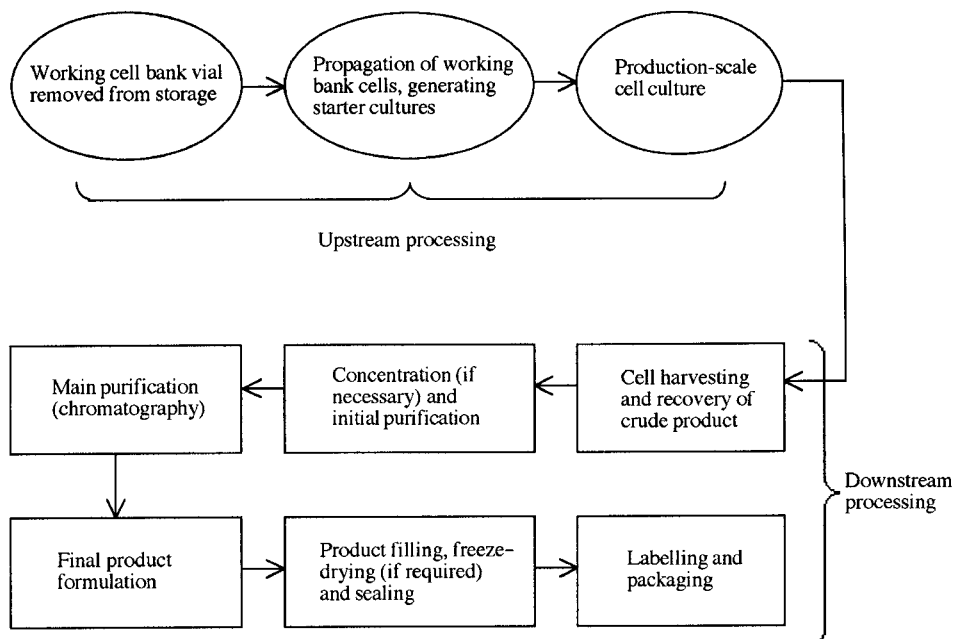 Working cell bank vial
removed from storage
Propagation of working
bank cells, generating
starter cultures
Production-scale
cell culture
Upstream processing
Main purification
(chromatography)
Concentration (if
necessary) and
initial purification
Cell harvesting
and recovery of
crude product
Downstream
processing
Final product
formulation
Product filling, freeze-
drying (if required)
and sealing
Labelling and
packaging